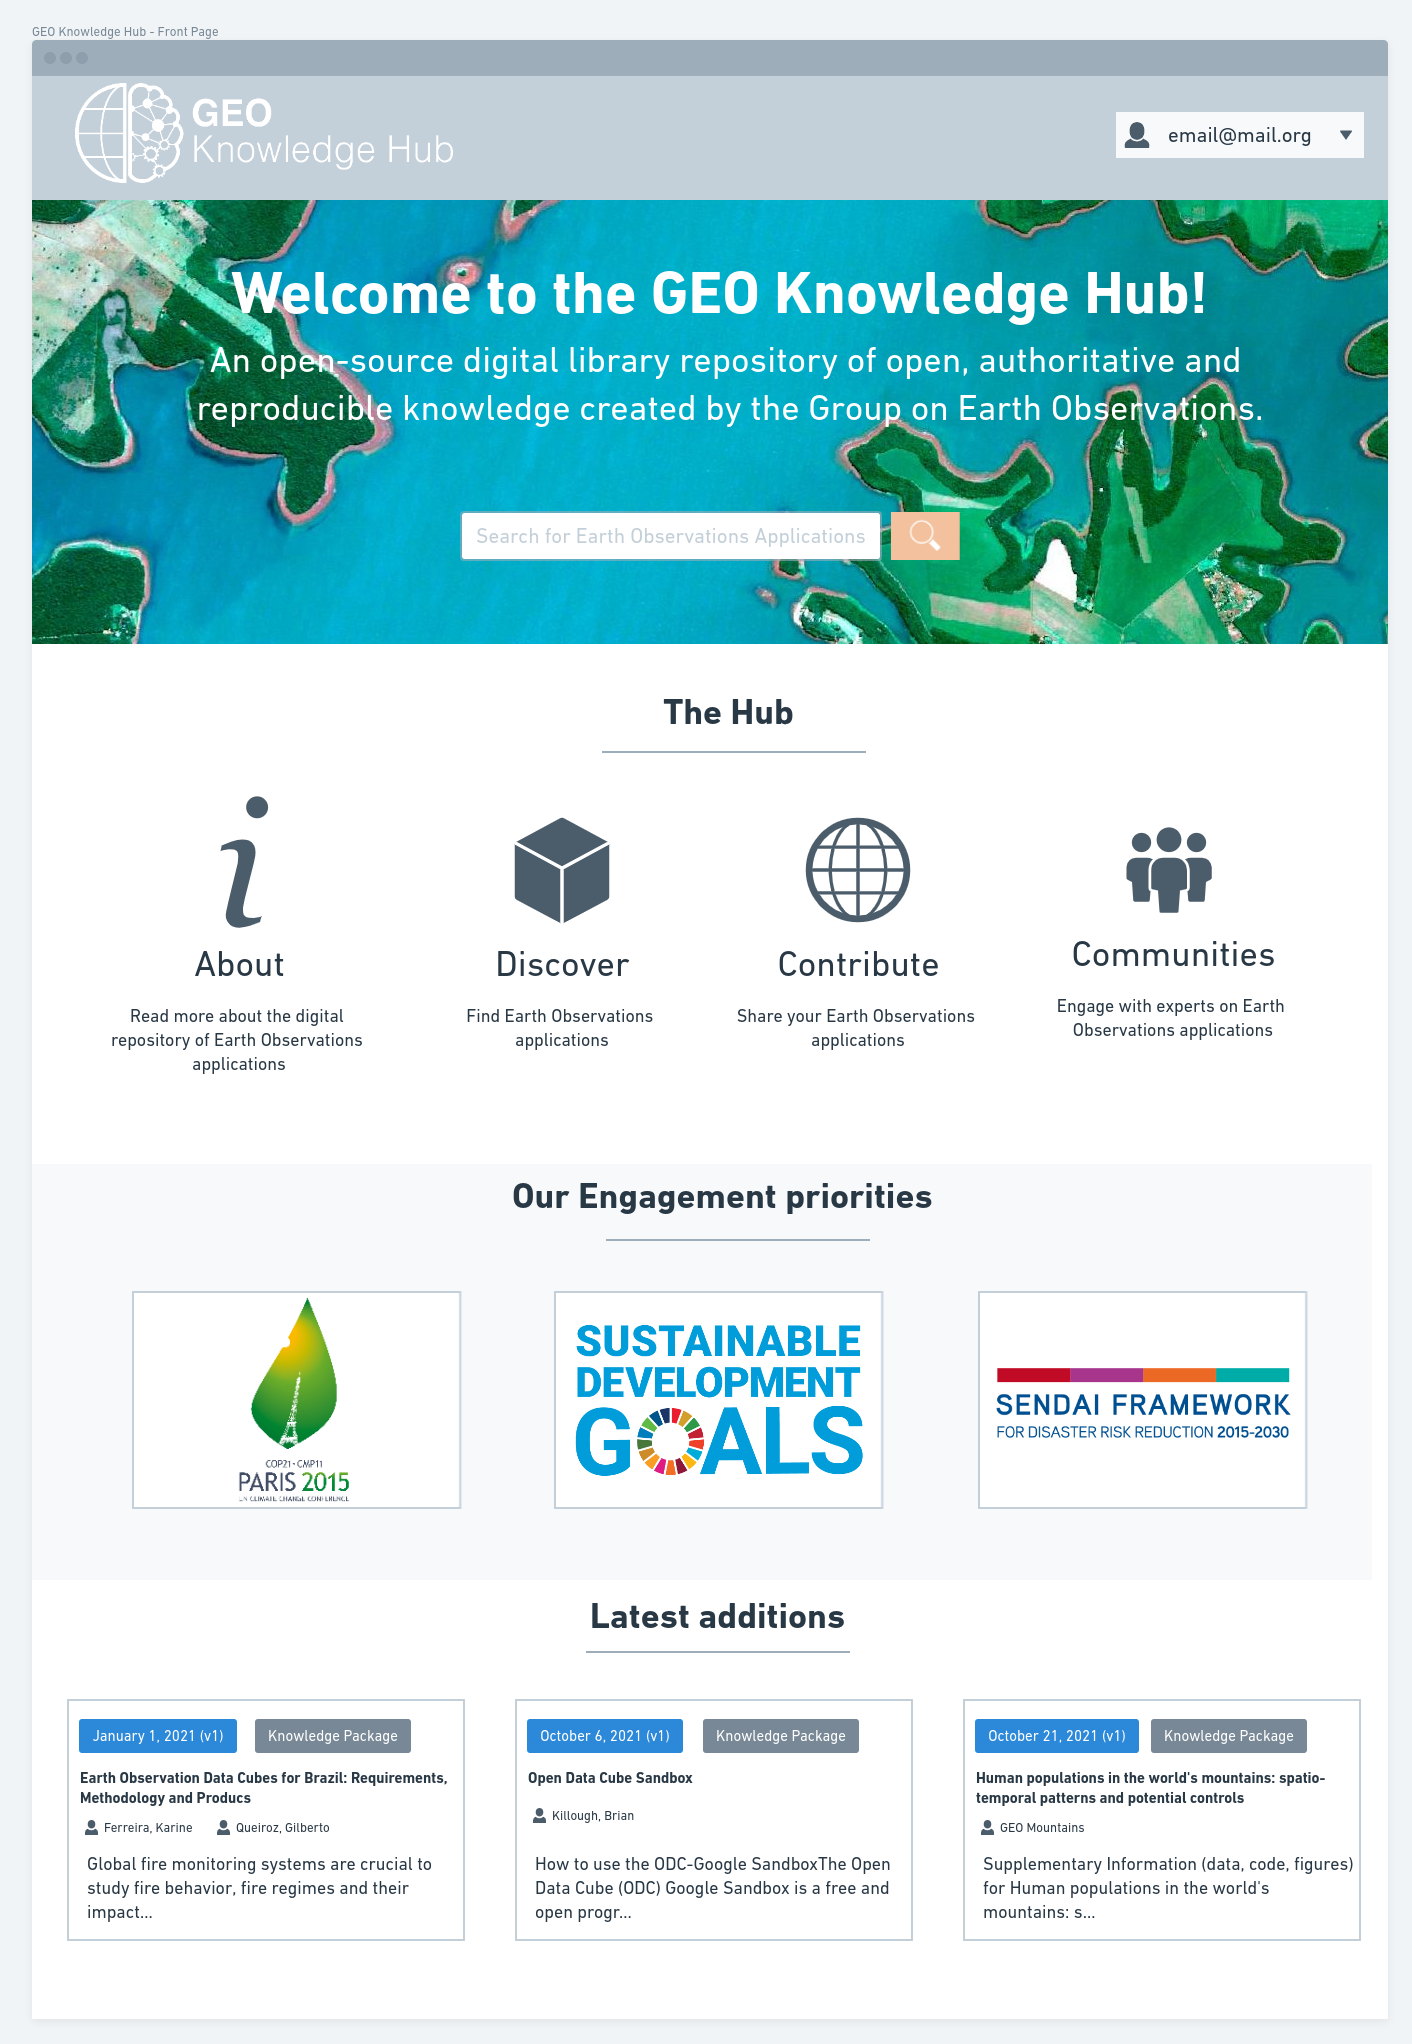 GEO Knowledge Hub - Front Page
GEO
Knowledge Hub
email@mail.org
Welcome to the GEO Knowledge Hub!
An open-source digital library repository of open, authoritative and
reproducible knowledge created by the Group on Earth Observations.
Search for Earth Observations Applications
The Hub
About
Read more about the digital
repository of Earth Observations
applications
Discover
Find Earth Observations
applications
Contribute
Share your Earth Observations
applications
Communities
Engage with experts on Earth
Observations applications
Our Engagement priorities
COP21·CMP11
PARIS 2015
UN CLIMATE CHANGE CONFERENCE
SUSTAINABLE
DEVELOPMENT
GOALS
SENDAI FRAMEWORK
FOR DISASTER RISK REDUCTION 2015-2030
Latest additions
January 1, 2021 (v1) Knowledge Package
Earth Observation Data Cubes for Brazil: Requirements,
Methodology and Producs
Ferreira, Karine Queiroz, Gilberto
Global fire monitoring systems are crucial to
study fire behavior, fire regimes and their
impact...
October 6, 2021 (v1) Knowledge Package
Open Data Cube Sandbox
Killough, Brian
How to use the ODC-Google SandboxThe Open
Data Cube (ODC) Google Sandbox is a free and
open progr...
October 21, 2021 (v1) Knowledge Package
Human populations in the world's mountains: spatio-
temporal patterns and potential controls
GEO Mountains
Supplementary Information (data, code, figures)
for Human populations in the world's
mountains: s...